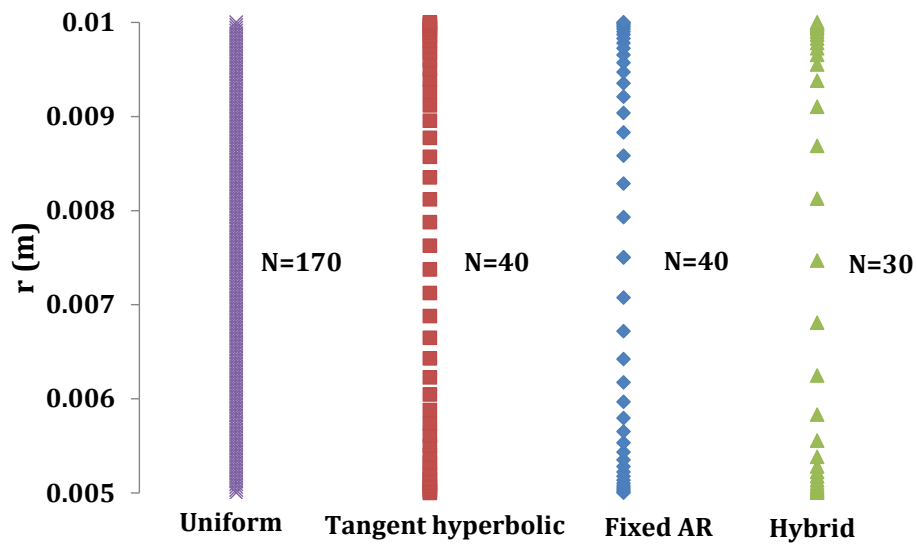 0.01
0.009
0.008
0.007
0.006
0.005
r (m)
N=170
N=40
N=40
N=30
Uniform
Tangent hyperbolic
Fixed AR
Hybrid